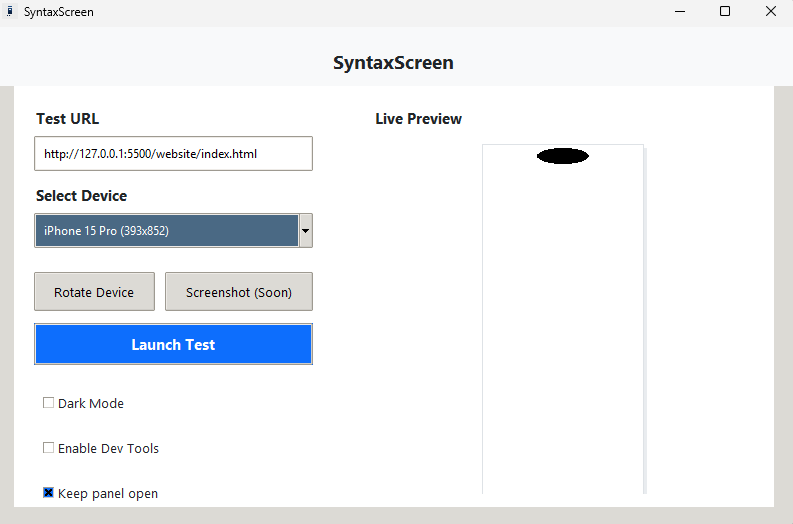 SyntaxScreen
SyntaxScreen
Test URL
http://127.0.0.1:5500/website/index.html
Select Device
iPhone 15 Pro (393x852)
Rotate Device
Screenshot (Soon)
Launch Test
Dark Mode
Enable Dev Tools
Keep panel open
Live Preview